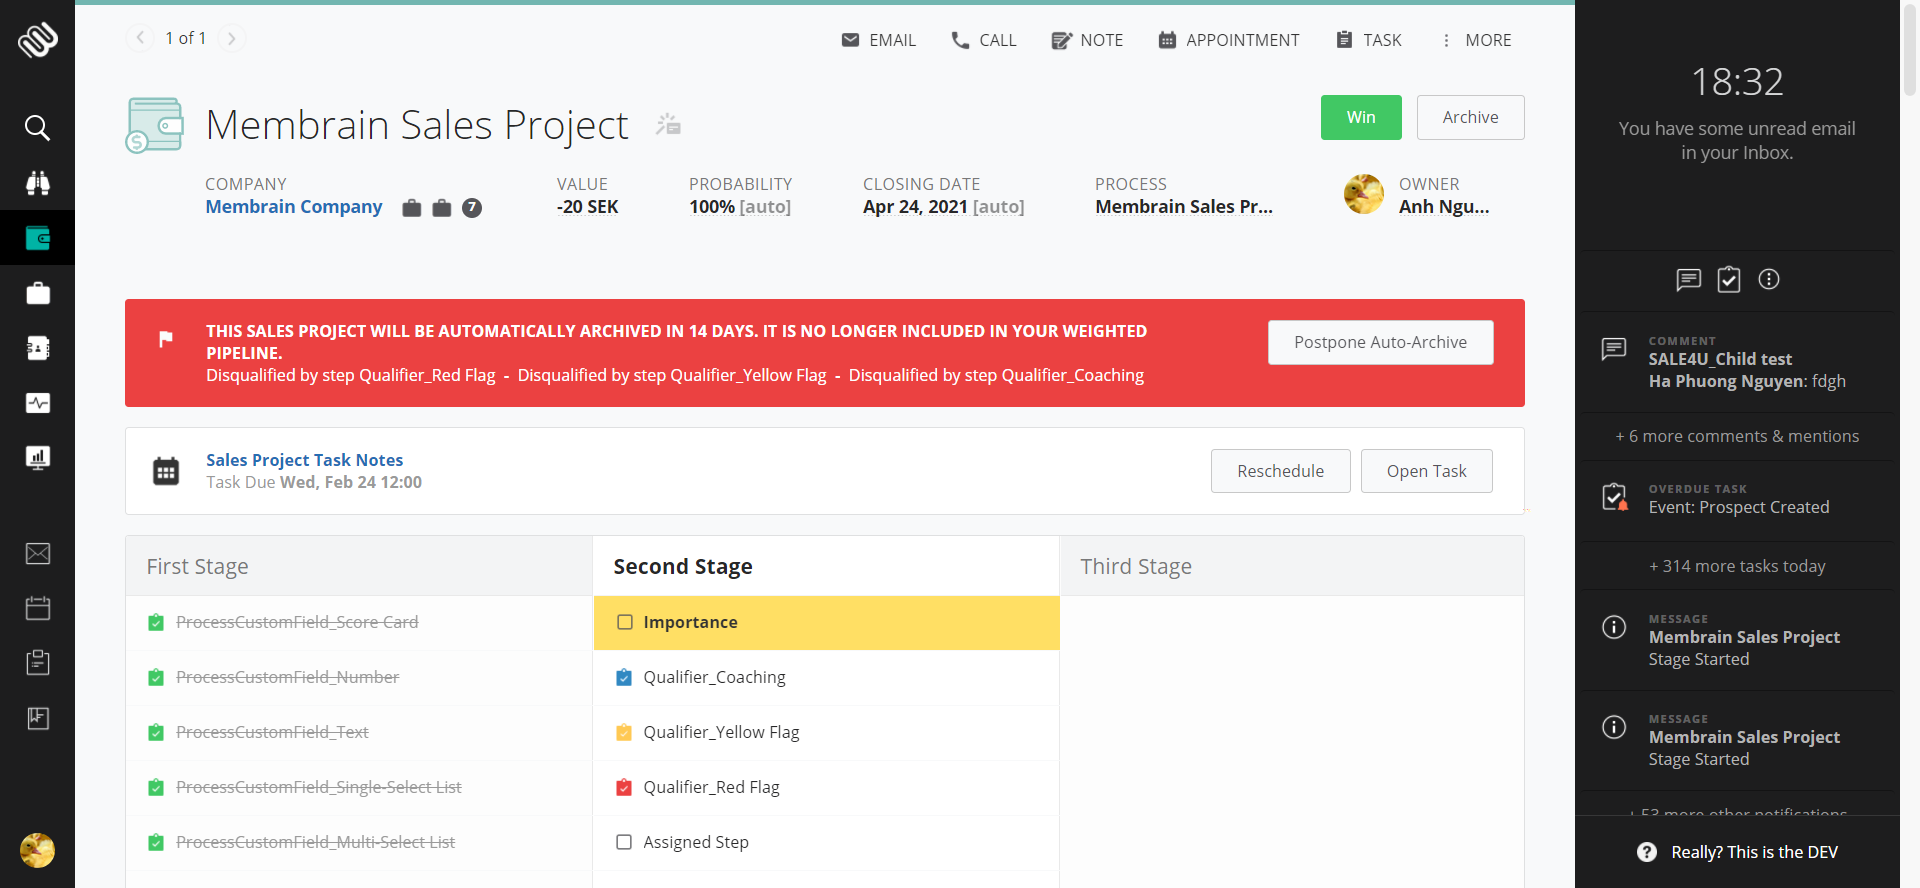 1 of 1
EMAIL
CALL
NOTE
APPOINTMENT
TASK
MORE
Membrain Sales Project
Win
Archive
COMPANY
Membrain Company
7
VALUE
-20 SEK
PROBABILITY
100% [auto]
CLOSING DATE
Apr 24, 2021 [auto]
PROCESS
Membrain Sales Pr...
OWNER
Anh Ngu...
THIS SALES PROJECT WILL BE AUTOMATICALLY ARCHIVED IN 14 DAYS. IT IS NO LONGER INCLUDED IN YOUR WEIGHTED
PIPELINE.
Disqualified by step Qualifier_Red Flag - Disqualified by step Qualifier_Yellow Flag - Disqualified by step Qualifier_Coaching
Postpone Auto-Archive
Sales Project Task Notes
Task Due Wed, Feb 24 12:00
Reschedule
Open Task
First Stage
ProcessCustomField_Score Card
ProcessCustomField_Number
ProcessCustomField_Text
ProcessCustomField_Single-Select List
ProcessCustomField_Multi-Select List
Second Stage
Importance
Qualifier_Coaching
Qualifier_Yellow Flag
Qualifier_Red Flag
Assigned Step
Third Stage
18:32
You have some unread email
in your Inbox.
COMMENT
SALE4U_Child test
Ha Phuong Nguyen: fdgh
+ 6 more comments & mentions
OVERDUE TASK
Event: Prospect Created
+ 314 more tasks today
MESSAGE
Membrain Sales Project
Stage Started
MESSAGE
Membrain Sales Project
Stage Started
+ 53 more other notifications
Really? This is the DEV